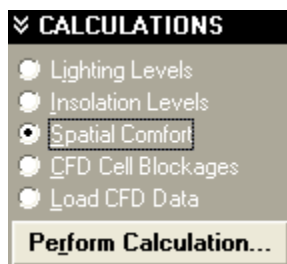 CALCULATIONS
Lighting Levels
Insolation Levels
Spatial Comfort
CFD Cell Blockages
Load CFD Data
Perform Calculation...